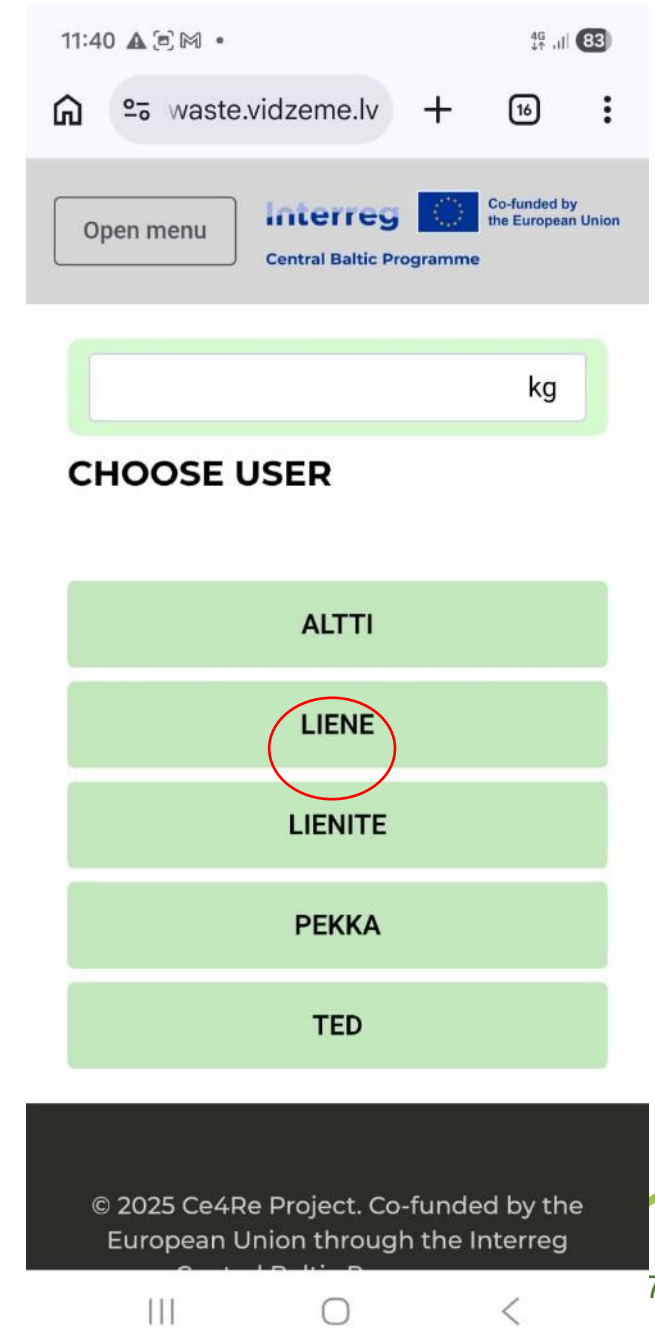 11:40
4G
83
waste.vidzeme.lv
16
Open menu
Interreg
Co-funded by
the European Union
Central Baltic Programme
kg
CHOOSE USER
ALTTI
LIENE
LIENITE
PEKKA
TED
© 2025 Ce4Re Project. Co-funded by the
European Union through the Interreg